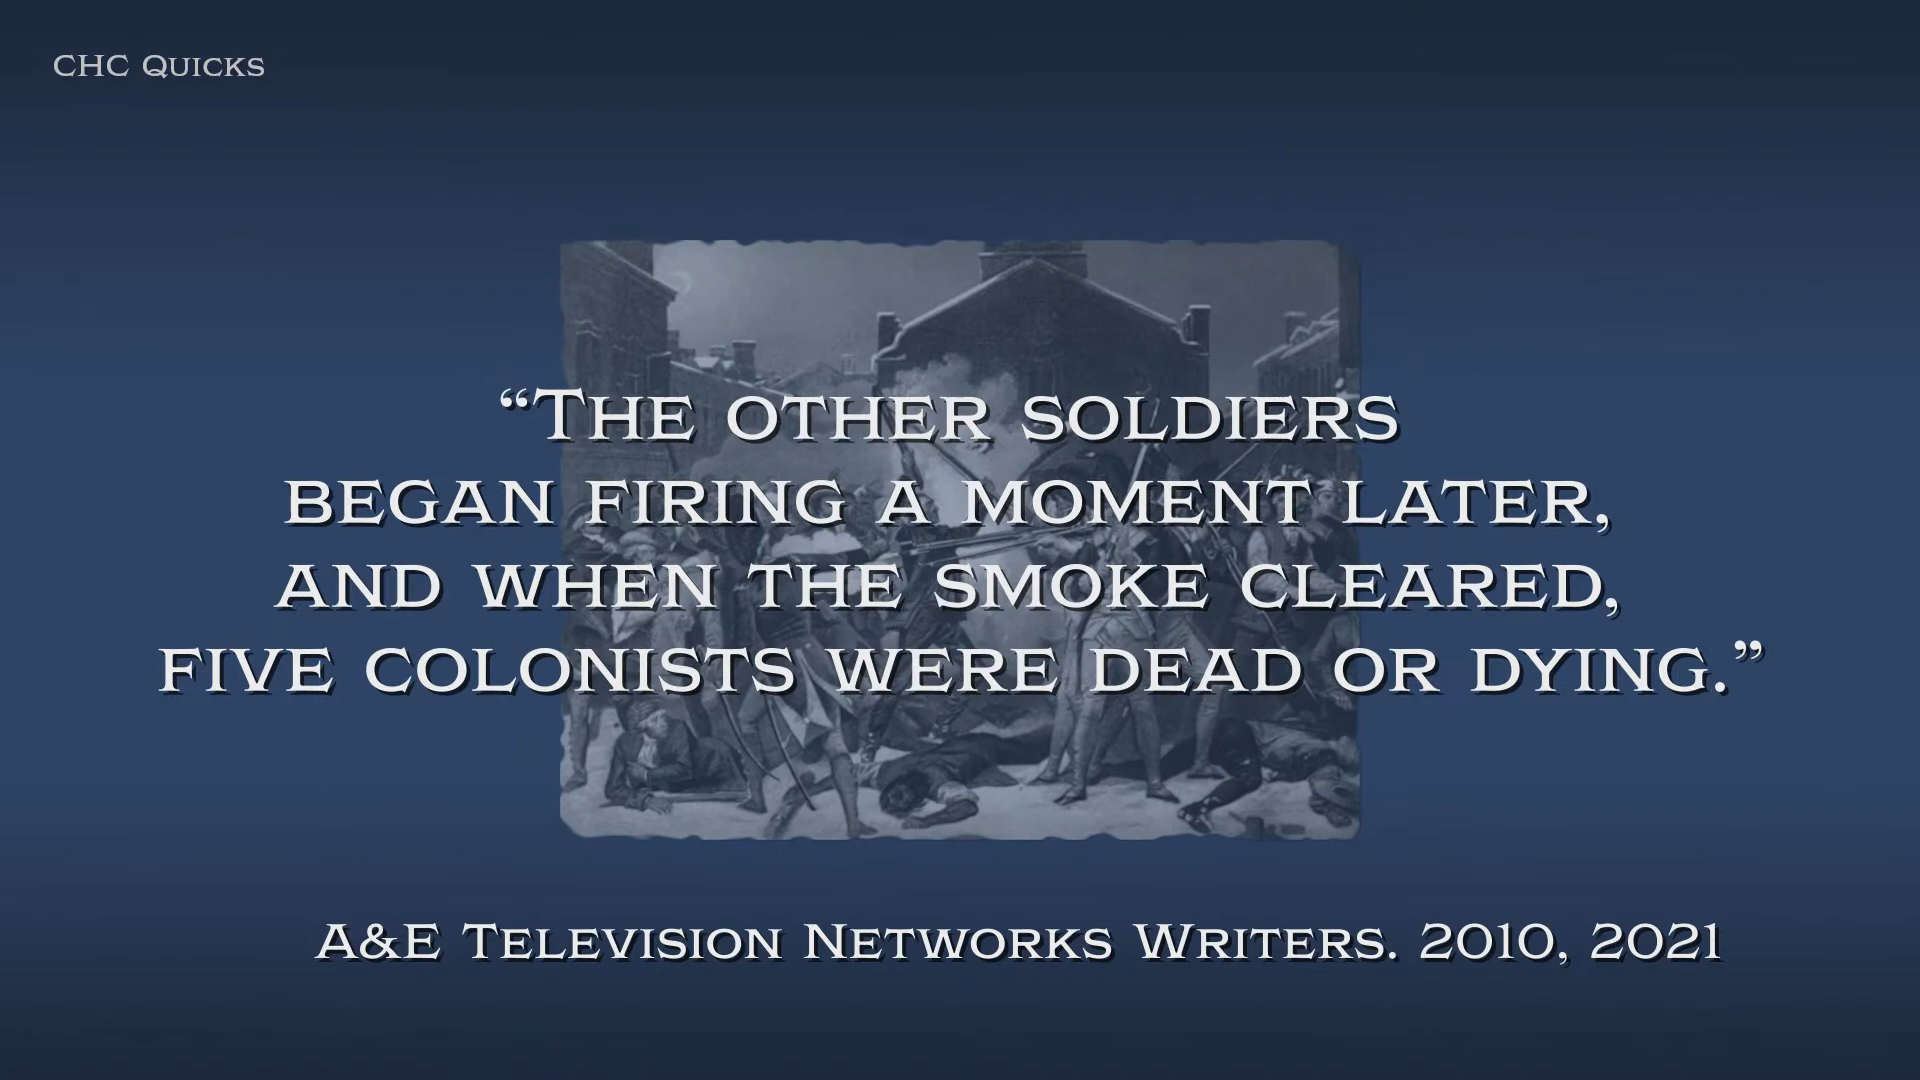 CHC Quicks
“The other soldiers
began firing a moment later,
and when the smoke cleared,
five colonists were dead or dying.”
A&E Television Networks Writers. 2010, 2021